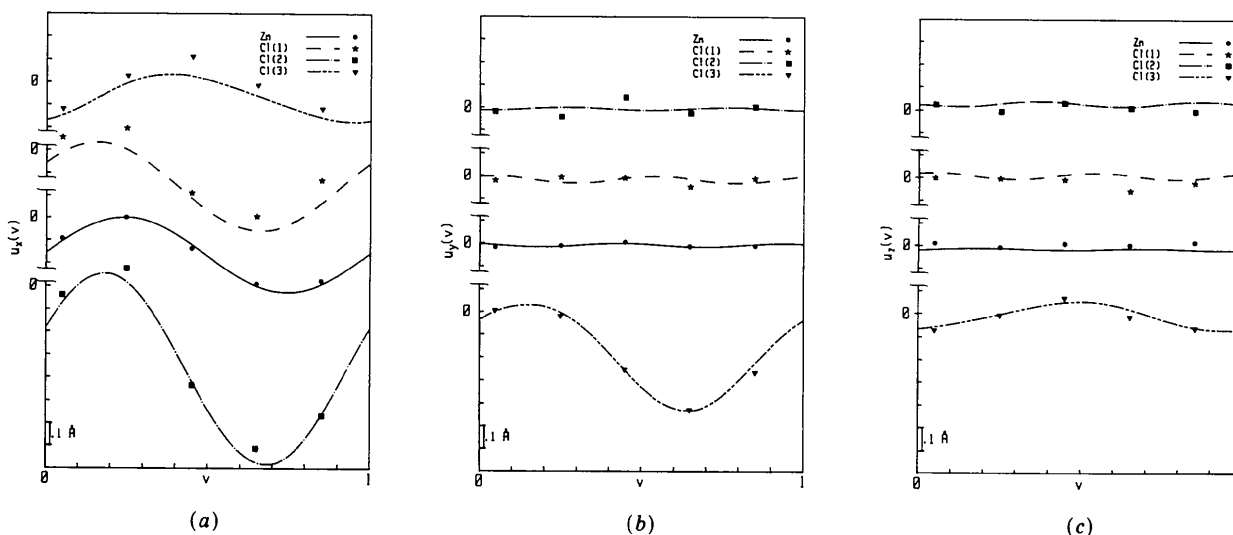 Zn
Cl(1)
Cl(2)
Cl(3)
0
0
0
0
u_x(v)
.1 Å
0
v
1
(a)
Zn
Cl(1)
Cl(2)
Cl(3)
0
0
0
0
u_y(v)
.1 Å
0
v
1
(b)
Zn
Cl(1)
Cl(2)
Cl(3)
0
0
0
0
u_z(v)
.1 Å
0
v
(c)